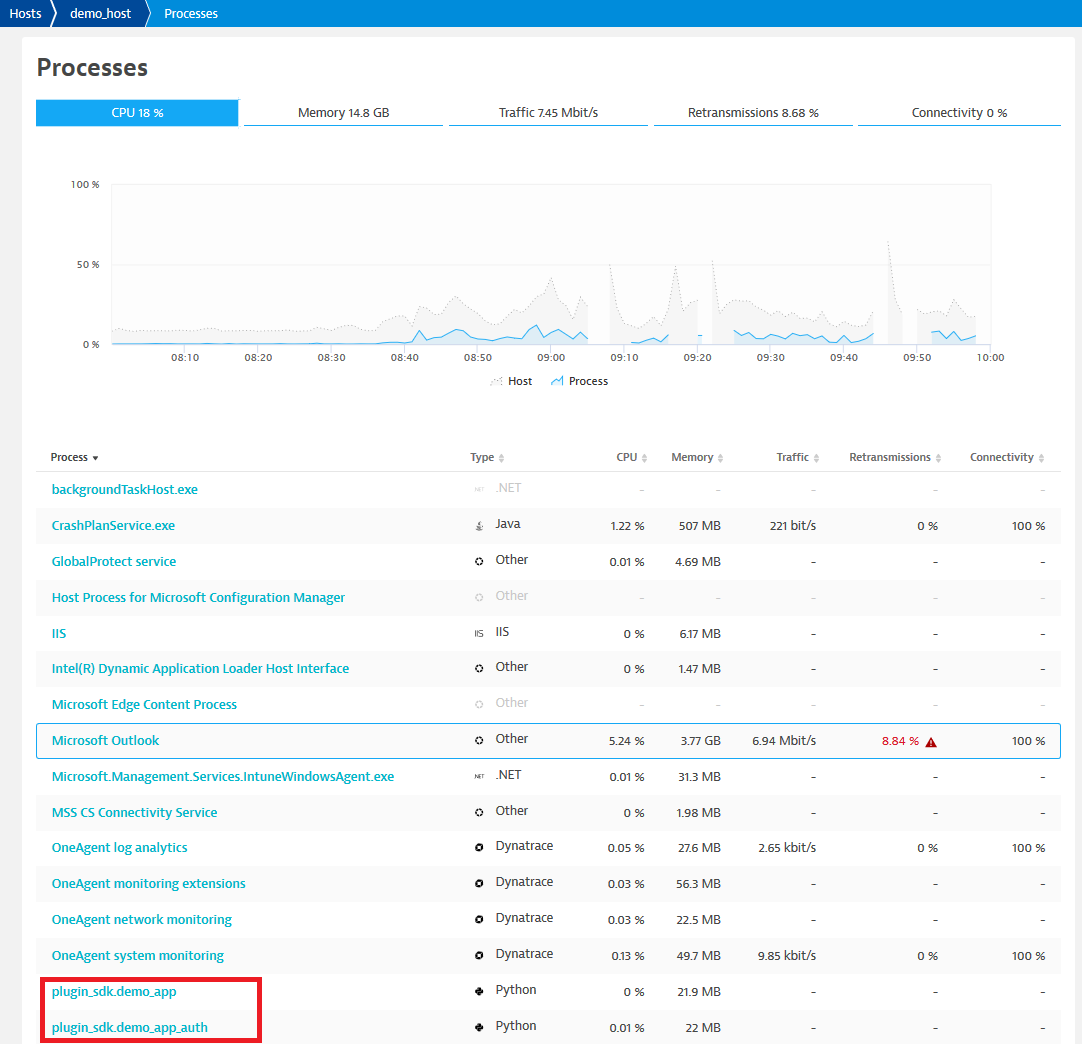 Hosts demo_host Processes
Processes
CPU 18 % Memory 14.8 GB Traffic 7.45 Mbit/s Retransmissions 8.68 % Connectivity 0 %
100 %
50 %
0 %
08:10 08:20 08:30 08:40 08:50 09:00 09:10 09:20 09:30 09:40 09:50 10:00
Host Process
Process Type CPU Memory Traffic Retransmissions Connectivity
backgroundTaskHost.exe .NET .NET - - - - -
CrashPlanService.exe Java 1.22 % 507 MB 221 bit/s 0 % 100 %
GlobalProtect service Other 0.01 % 4.69 MB - - -
Host Process for Microsoft Configuration Manager Other - - - - -
IIS IIS IIS 0 % 6.17 MB - - -
Intel(R) Dynamic Application Loader Host Interface Other 0 % 1.47 MB - - -
Microsoft Edge Content Process Other - - - - -
Microsoft Outlook Other 5.24 % 3.77 GB 6.94 Mbit/s 8.84 % 100 %
Microsoft.Management.Services.IntuneWindowsAgent.exe .NET .NET 0.01 % 31.3 MB - - -
MSS CS Connectivity Service Other 0 % 1.98 MB - - -
OneAgent log analytics Dynatrace 0.05 % 27.6 MB 2.65 kbit/s 0 % 100 %
OneAgent monitoring extensions Dynatrace 0.03 % 56.3 MB - - -
OneAgent network monitoring Dynatrace 0.03 % 22.5 MB - - -
OneAgent system monitoring Dynatrace 0.13 % 49.7 MB 9.85 kbit/s 0 % 100 %
plugin_sdk.demo_app Python 0 % 21.9 MB - - -
plugin_sdk.demo_app_auth Python 0.01 % 22 MB - - -